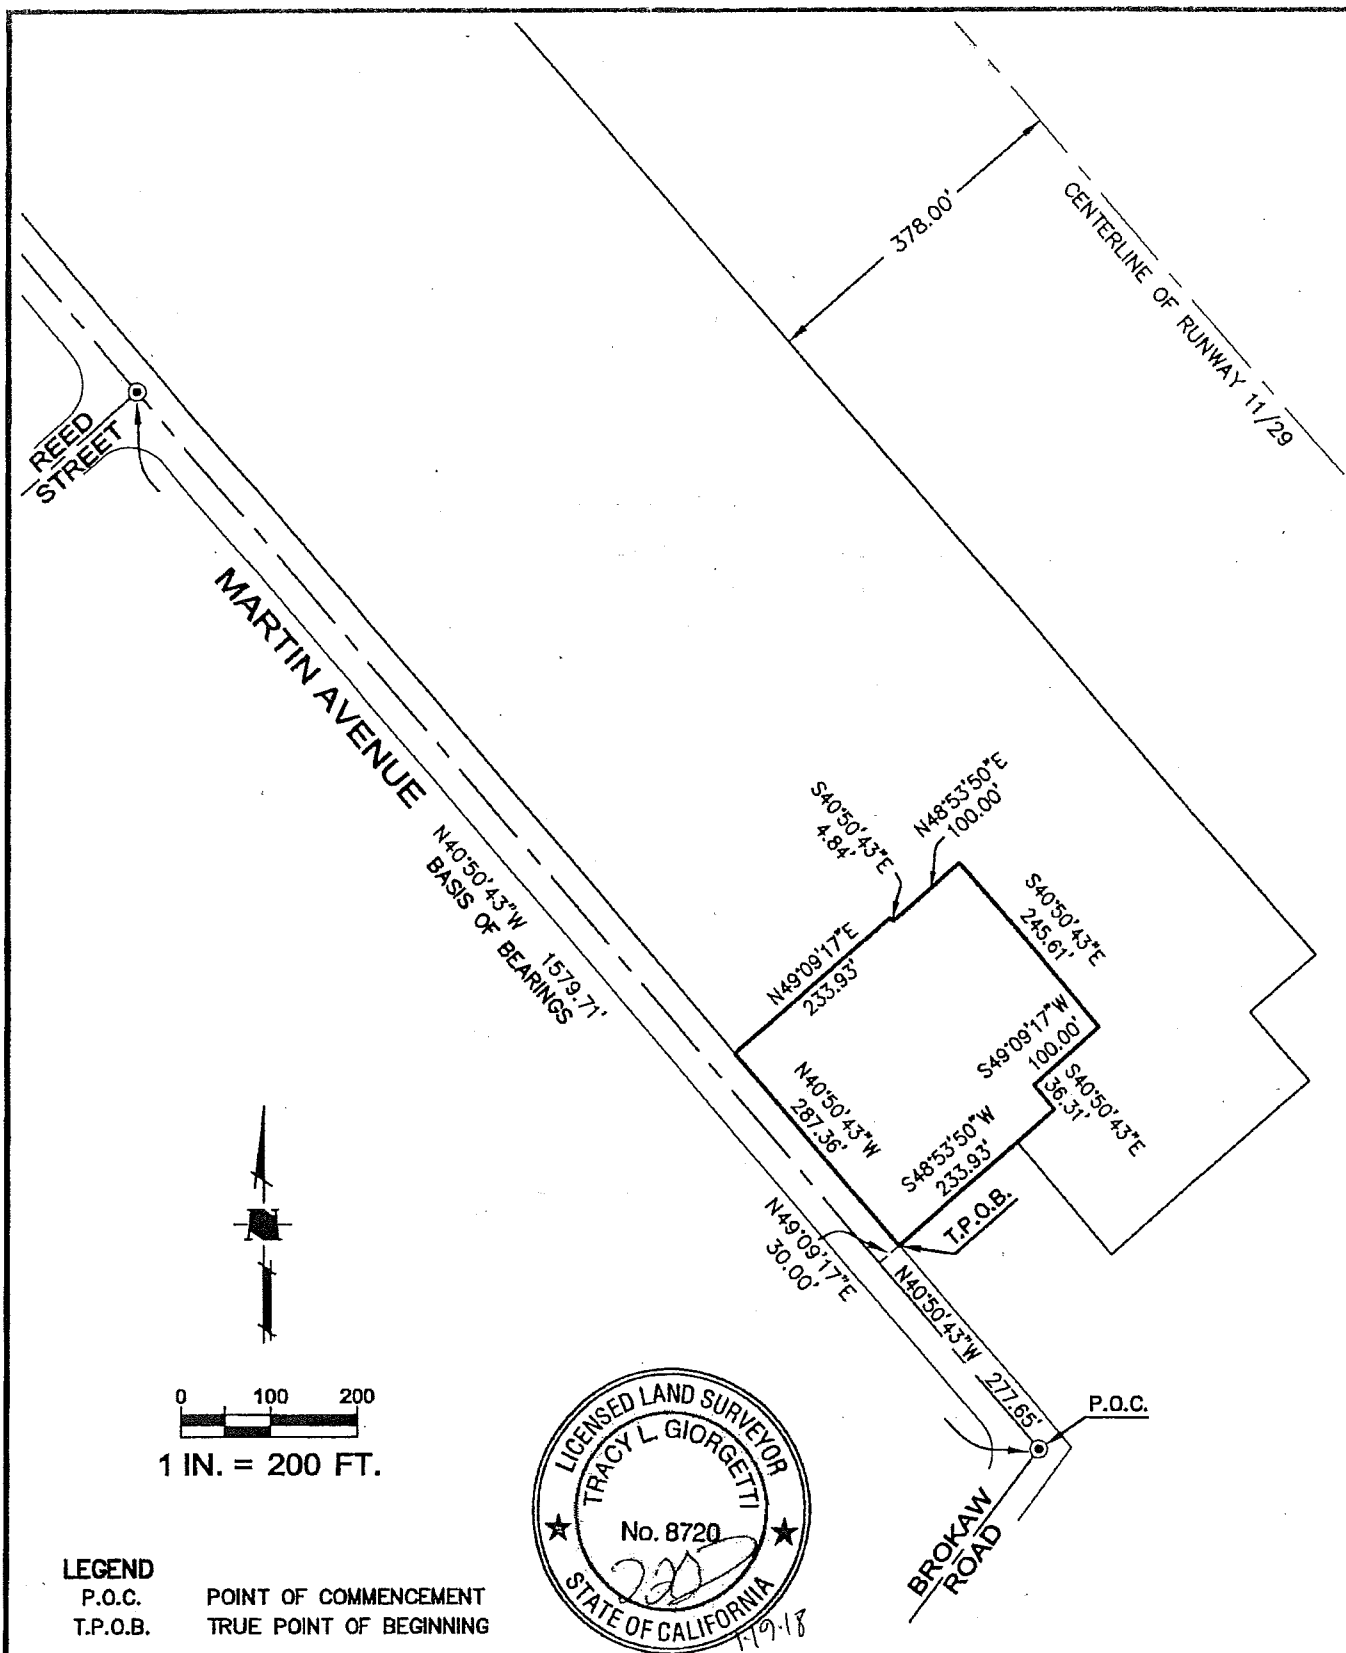 378.00'
CENTERLINE OF RUNWAY 11/29
REED
STREET
MARTIN AVENUE
N40°50'43"W 1579.71'
BASIS OF BEARINGS
S40°50'43"E
4.84'
N48°53'50"E
100.00'
N49°09'17"E
233.93'
S40°50'43"E
245.61'
S49°09'17"W
100.00'
S40°50'43"E
36.31'
N40°50'43"W
287.36'
S48°53'50"W
233.93'
T.P.O.B.
N49°09'17"E
30.00'
N40°50'43"W 277.65'
P.O.C.
BROKAW
ROAD
N
0 100 200
1 IN. = 200 FT.
LICENSED LAND SURVEYOR
TRACY L. GIORGETTI
No. 8720
STATE OF CALIFORNIA
1-19-18
LEGEND
P.O.C. POINT OF COMMENCEMENT
T.P.O.B. TRUE POINT OF BEGINNING